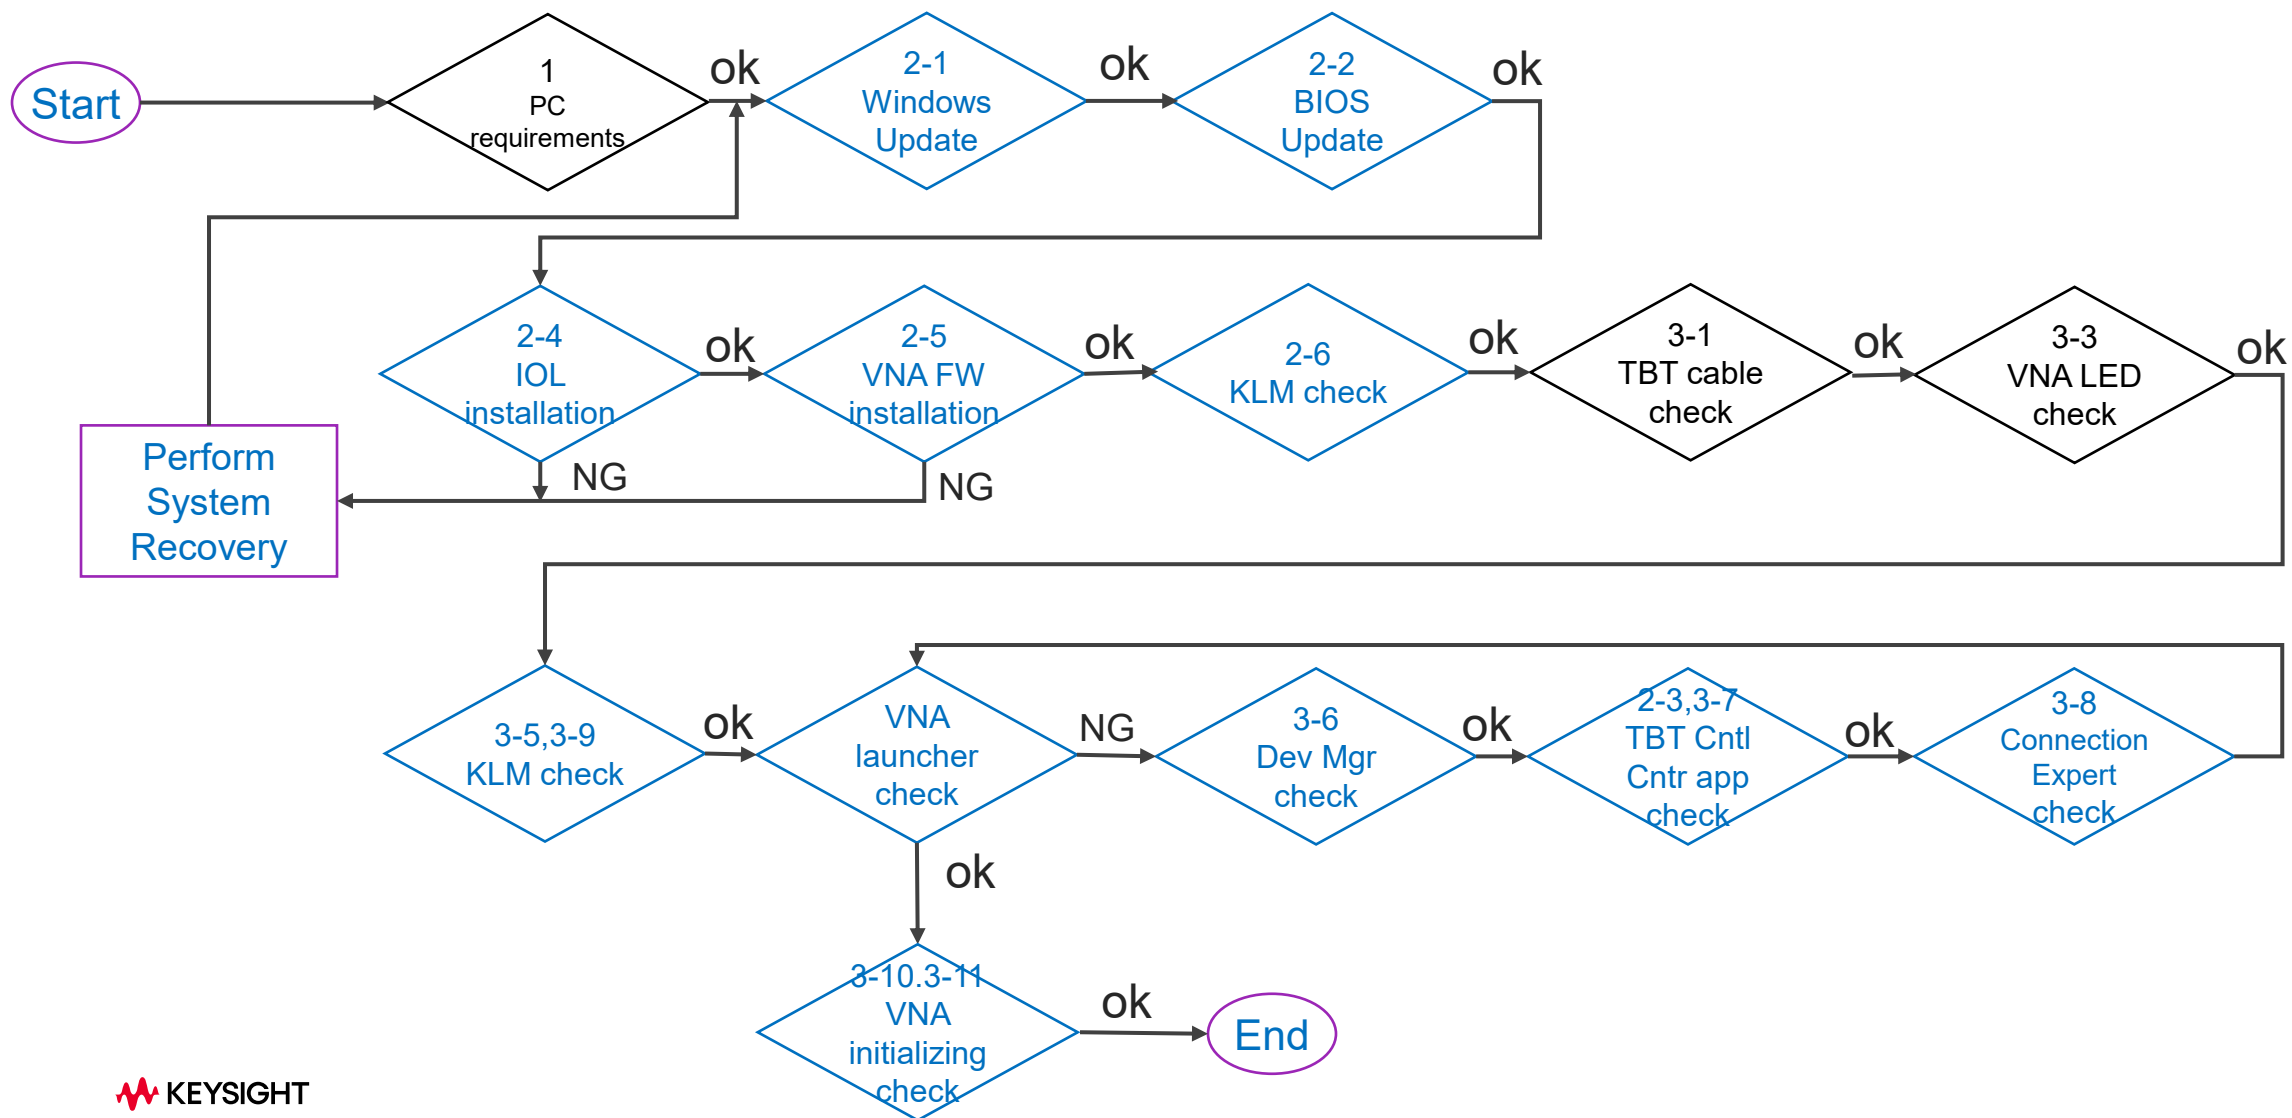 Start
1
PC
requirements
ok
2-1
Windows
Update
ok
2-2
BIOS
Update
ok
2-4
IOL
installation
ok
NG
2-5
VNA FW
installation
ok
NG
2-6
KLM check
ok
3-1
TBT cable
check
ok
3-3
VNA LED
check
ok
Perform
System
Recovery
3-5,3-9
KLM check
ok
VNA
launcher
check
NG
3-6
Dev Mgr
check
ok
2-3,3-7
TBT Cntl
Cntr app
check
ok
3-8
Connection
Expert
check
ok
3-10.3-11
VNA
initializing
check
ok
End
KEYSIGHT